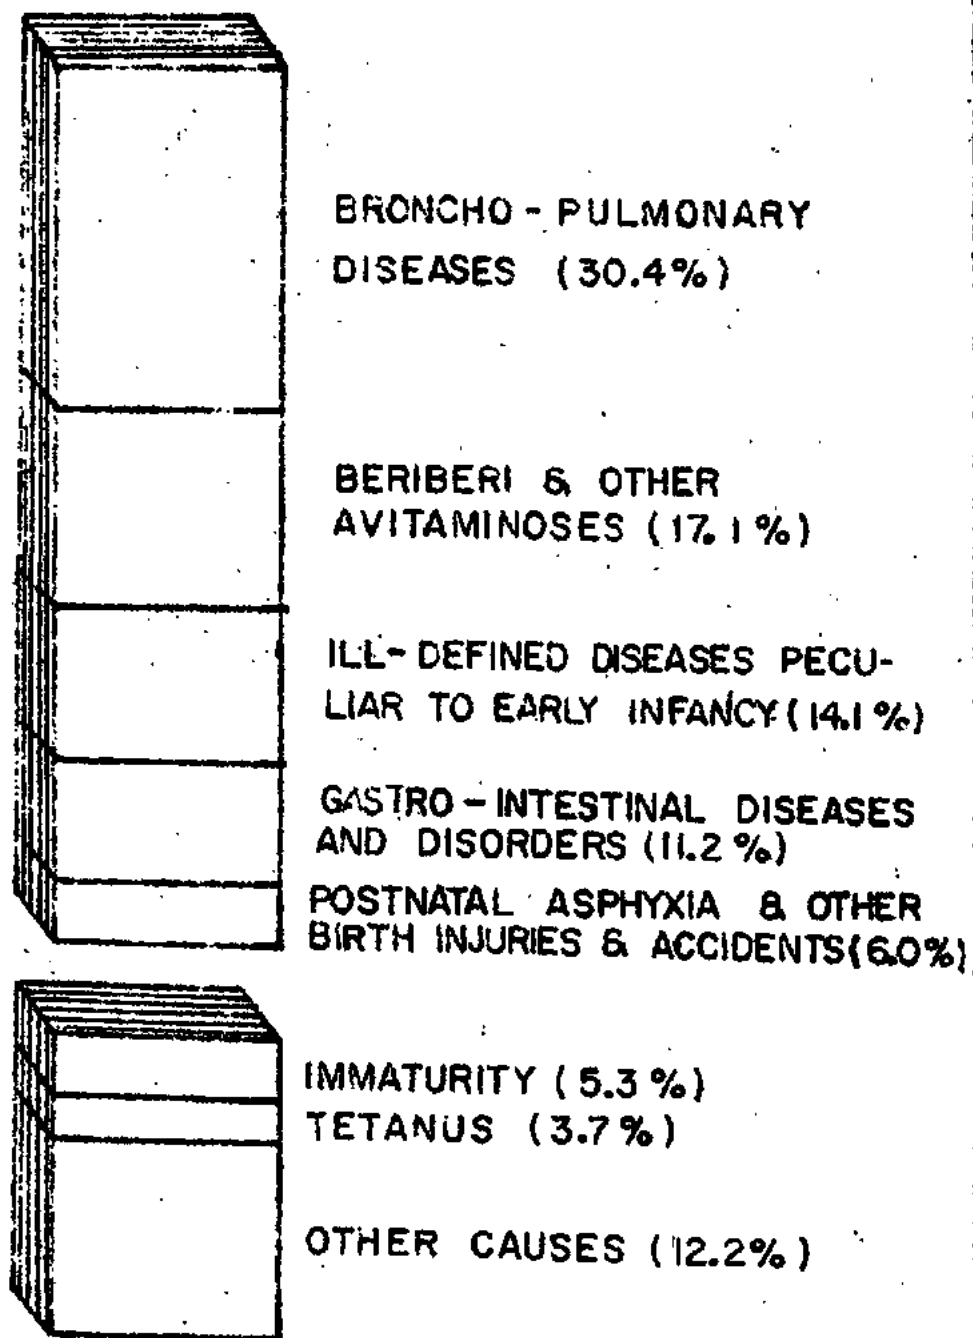 BRONCHO - PULMONARY
DISEASES (30.4%)
BERIBERI & OTHER
AVITAMINOSES (17.1%)
ILL-DEFINED DISEASES PECU-
LIAR TO EARLY INFANCY (14.1%)
GASTRO - INTESTINAL DISEASES
AND DISORDERS (11.2%)
POSTNATAL ASPHYXIA & OTHER
BIRTH INJURIES & ACCIDENTS (6.0%)
IMMATURITY (5.3%)
TETANUS (3.7%)
OTHER CAUSES (12.2%)